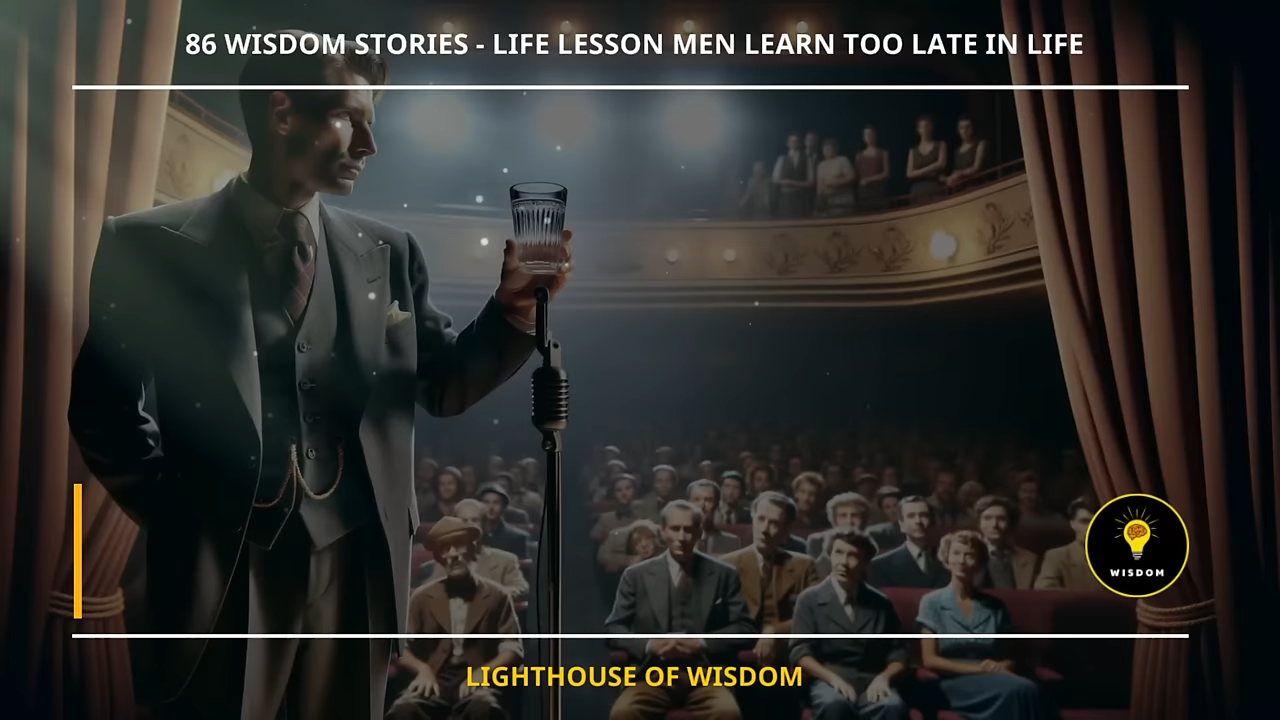 86 WISDOM STORIES - LIFE LESSON MEN LEARN TOO LATE IN LIFE
WISDOM
LIGHTHOUSE OF WISDOM